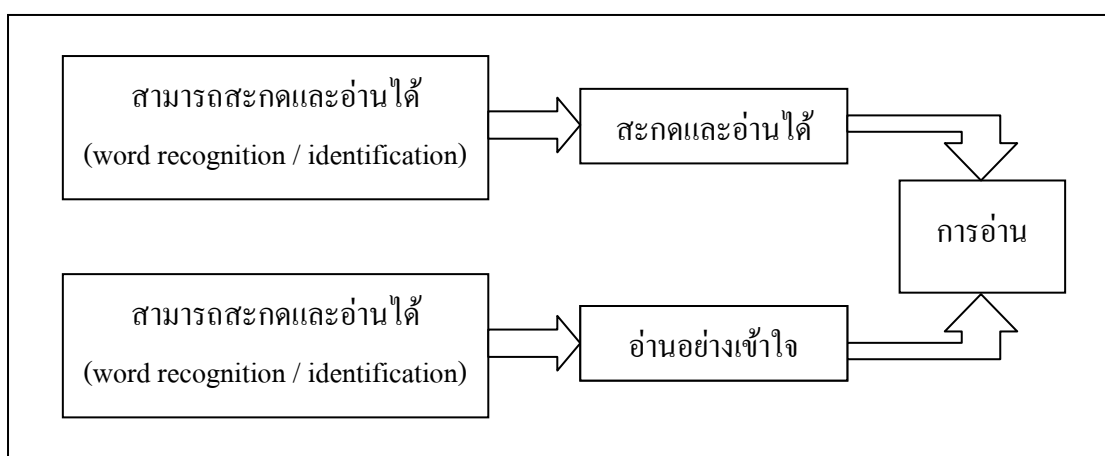 สามารถสะกดและอ่านได้
(word recognition / identification)
สะกดและอ่านได้
การอ่าน
สามารถสะกดและอ่านได้
(word recognition / identification)
อ่านอย่างเข้าใจ